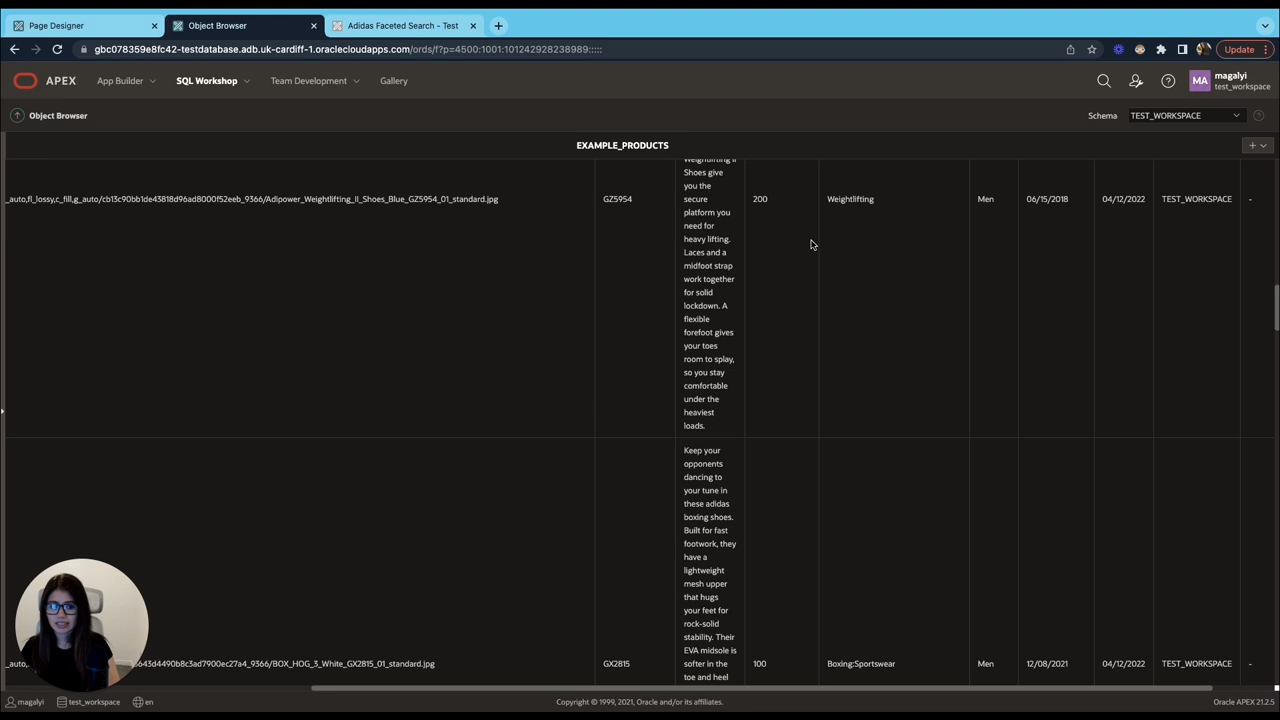 Page Designer
Object Browser
Adidas Faceted Search - Test
gbc078359e8fc42-testdatabase.adb.uk-cardiff-1.oraclecloudapps.com/ords/f?p=4500:1001:101242928238989:::::
Update
APEX
App Builder
SQL Workshop
Team Development
Gallery
MA
magalyi
test_workspace
Object Browser
Schema
TEST_WORKSPACE
EXAMPLE_PRODUCTS
_auto,fl_lossy,c_fill,g_auto/cb13c90bb1de43818d96ad8000f52eeb_9366/Adipower_Weightlifting_II_Shoes_Blue_GZ5954_01_standard.jpg
GZ5954
Weightlifting II
Shoes give
you the
secure
platform you
need for
heavy lifting.
Laces and a
midfoot strap
work together
for solid
lockdown. A
flexible
forefoot gives
your toes
room to splay,
so you stay
comfortable
under the
heaviest
loads.
200
Weightlifting
Men
06/15/2018
04/12/2022
TEST_WORKSPACE
-
_auto,
643d4490b8c3ad7900ec27a4_9366/BOX_HOG_3_White_GX2815_01_standard.jpg
GX2815
Keep your
opponents
dancing to
your tune in
these adidas
boxing shoes.
Built for fast
footwork, they
have a
lightweight
mesh upper
that hugs
your feet for
rock-solid
stability. Their
EVA midsole is
softer in the
toe and heel
100
Boxing:Sportswear
Men
12/08/2021
04/12/2022
TEST_WORKSPACE
-
magalyi
test_workspace
en
Copyright © 1999, 2021, Oracle and/or its affiliates.
Oracle APEX 21.2.5